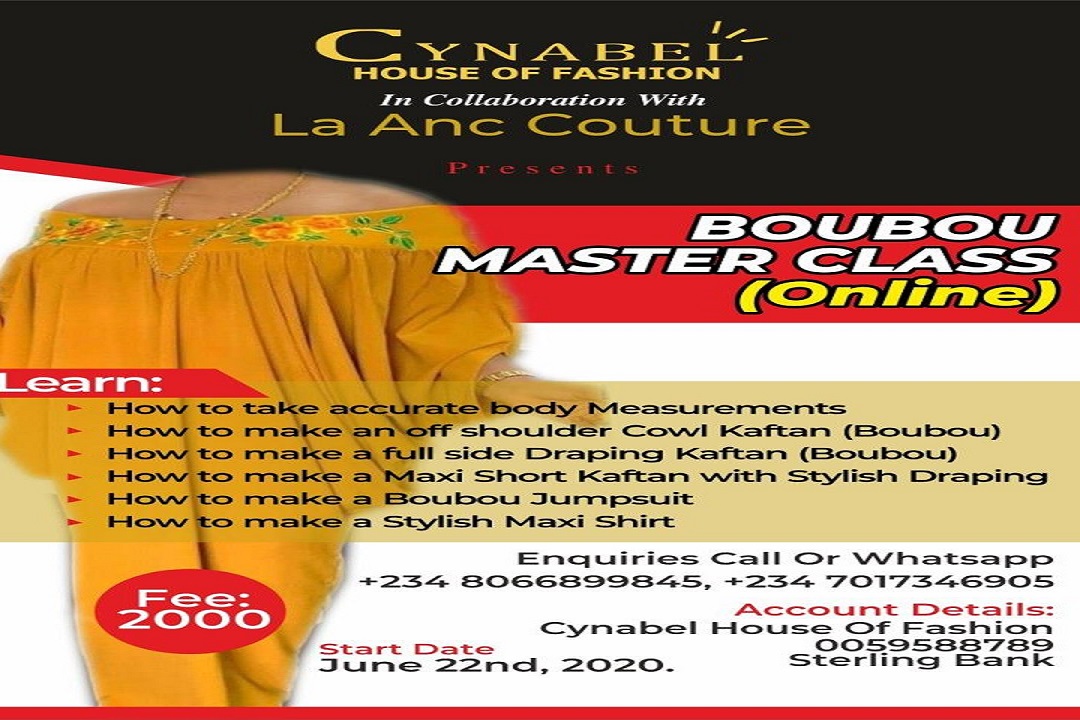 CYNABEL
HOUSE OF FASHION
In Collaboration With
La Anc Couture
Presents
BOUBOU
MASTER CLASS
(Online)
Learn:
How to take accurate body Measurements
How to make an off shoulder Cowl Kaftan (Boubou)
How to make a full side Draping Kaftan (Boubou)
How to make a Maxi Short Kaftan with Stylish Draping
How to make a Boubou Jumpsuit
How to make a Stylish Maxi Shirt
Enquiries Call Or Whatsapp
+234 8066899845, +234 7017346905
Fee:
2000
Account Details:
Cynabel House Of Fashion
0059588789
Sterling Bank
Start Date
June 22nd, 2020.